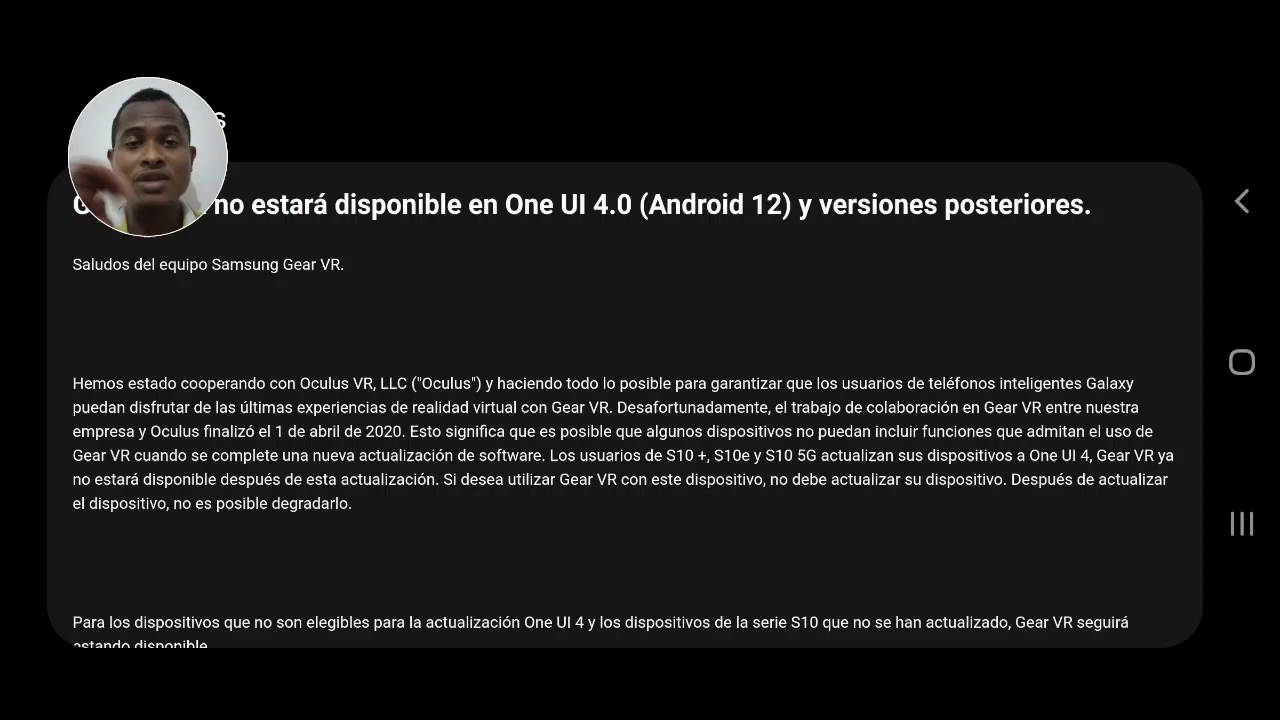 s
no estará disponible en One UI 4.0 (Android 12) y versiones posteriores.
Saludos del equipo Samsung Gear VR.
Hemos estado cooperando con Oculus VR, LLC ("Oculus") y haciendo todo lo posible para garantizar que los usuarios de teléfonos inteligentes Galaxy
puedan disfrutar de las últimas experiencias de realidad virtual con Gear VR. Desafortunadamente, el trabajo de colaboración en Gear VR entre nuestra
empresa y Oculus finalizó el 1 de abril de 2020. Esto significa que es posible que algunos dispositivos no puedan incluir funciones que admitan el uso de
Gear VR cuando se complete una nueva actualización de software. Los usuarios de S10 +, S10e y S10 5G actualizan sus dispositivos a One UI 4, Gear VR ya
no estará disponible después de esta actualización. Si desea utilizar Gear VR con este dispositivo, no debe actualizar su dispositivo. Después de actualizar
el dispositivo, no es posible degradarlo.
Para los dispositivos que no son elegibles para la actualización One UI 4 y los dispositivos de la serie S10 que no se han actualizado, Gear VR seguirá
estando disponible.